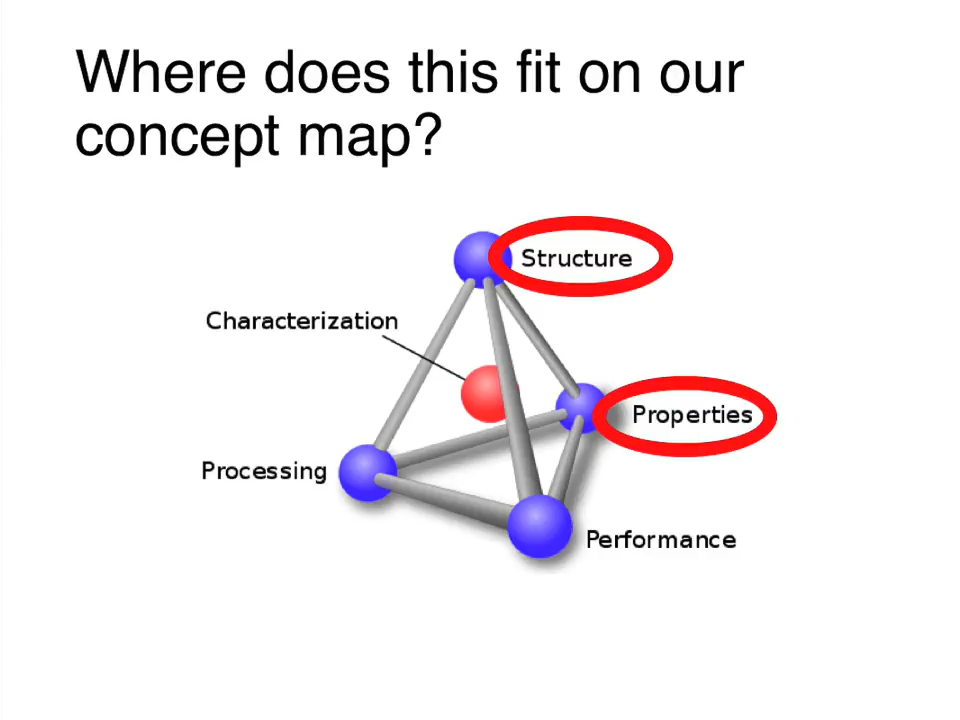 Where does this fit on our
concept map?
Structure
Characterization
Properties
Processing
Performance